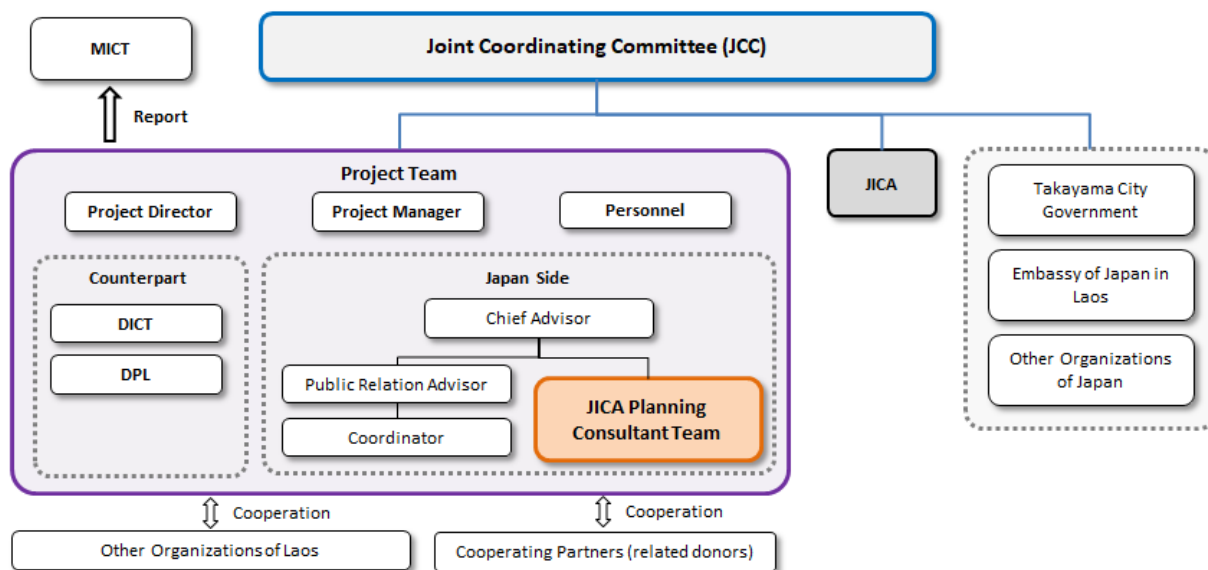 MICT
Joint Coordinating Committee (JCC)
Report
Project Team
JICA
Project Director
Project Manager
Personnel
Takayama City
Government
Counterpart
Japan Side
Embassy of Japan in
Laos
DICT
Chief Advisor
DPL
Public Relation Advisor
Other Organizations
of Japan
JICA Planning
Consultant Team
Coordinator
Cooperation
Cooperation
Other Organizations of Laos
Cooperating Partners (related donors)